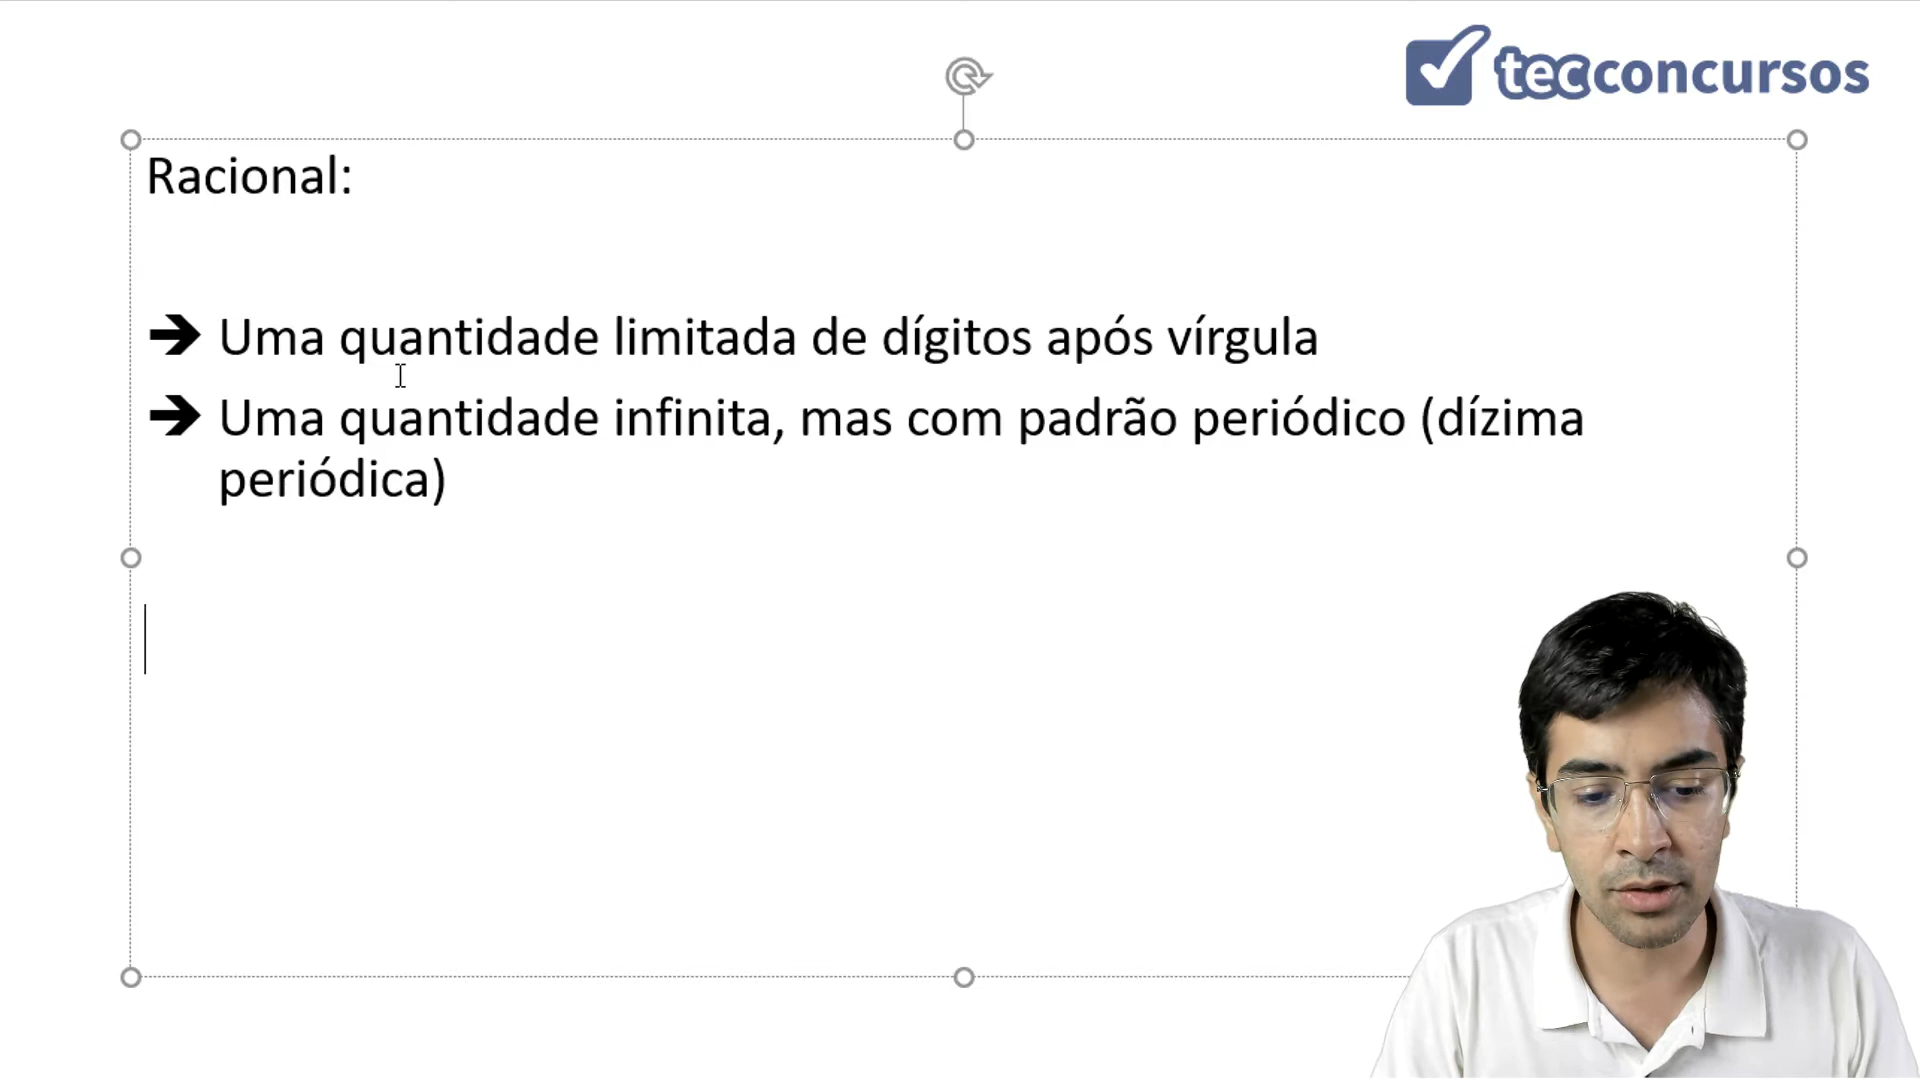 tecconcursos
Racional:
➔ Uma quantidade limitada de dígitos após vírgula
➔ Uma quantidade infinita, mas com padrão periódico (dízima
periódica)